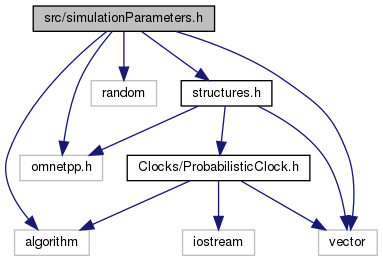 src/simulationParameters.h
random
structures.h
omnetpp.h
Clocks/ProbabilisticClock.h
algorithm
iostream
vector